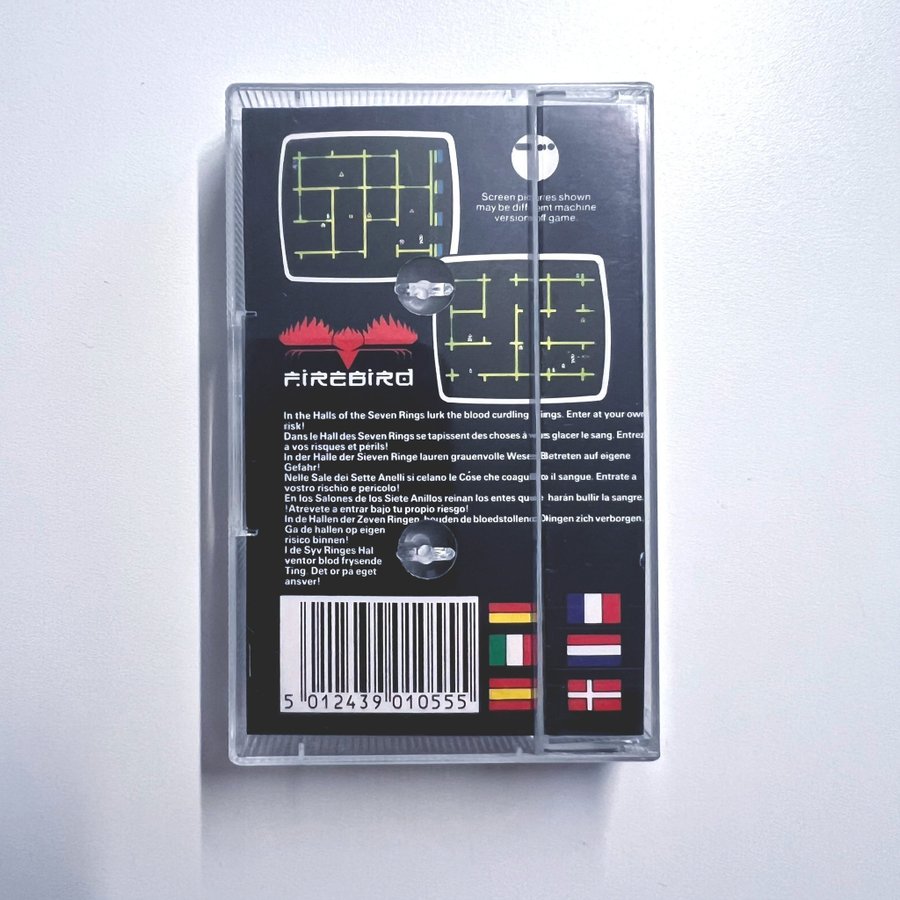 Screen pictures shown
may be different machine
version of game.
FIREBIRD
In the Halls of the Seven Rings lurk the blood curdling Things. Enter at your own
risk!
Dans le Hall des Seven Rings se tapissent des choses à vous glacer le sang. Entrez
a vos risques et périls!
In der Halle der Sieven Ringe lauren grauenvolle Wesen Betreten auf eigene
Gefahr!
Nelle Sale dei Sette Anelli si celano le Cose che coagulano il sangue. Entrate a
vostro rischio e pericolo!
En los Salones de los Siete Anillos reinan los entes que harán bullir la sangre.
!Atrevete a entrar bajo tu propio riesgo!
In de Hallen der Zeven Ringen, houden de bloedstollende Dingen zich verborgen.
Ga de hallen op eigen
risico binnen!
I de Syv Ringes Hal
ventor blod frysende
Ting. Det or pa eget
ansver!
5 012439 010555